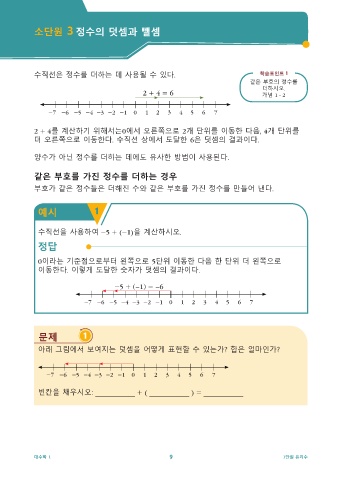 소단원 3 정수의 덧셈과 뺄셈
수직선은 정수를 더하는 데 사용될 수 있다.
학습포인트 1
같은 부호의 정수를
더하시오.
개념 1 - 2
2 + 4 = 6
−7 −6 −5 −4 −3 −2 −1 0 1 2 3 4 5 6 7
2 + 4를 계산하기 위해서는0에서 오른쪽으로 2개 단위를 이동한 다음, 4개 단위를
더 오른쪽으로 이동한다. 수직선 상에서 도달한 6은 덧셈의 결과이다.
양수가 아닌 정수를 더하는 데에도 유사한 방법이 사용된다.
같은 부호를 가진 정수를 더하는 경우
부호가 같은 정수들은 더해진 수와 같은 부호를 가진 정수를 만들어 낸다.
예시 1
수직선을 사용하여 −5 + (−1)을 계산하시오.
정답
0이라는 기준점으로부터 왼쪽으로 5단위 이동한 다음 한 단위 더 왼쪽으로
이동한다. 이렇게 도달한 숫자가 덧셈의 결과이다.
−5 + (−1) = −6
−7 −6 −5 −4 −3 −2 −1 0 1 2 3 4 5 6 7
문제 1
아래 그림에서 보여지는 덧셈을 어떻게 표현할 수 있는가? 합은 얼마인가?
−7 −6 −5 −4 −3 −2 −1 0 1 2 3 4 5 6 7
빈칸을 채우시오: __________ + ( __________ ) = __________
대수학 1
9